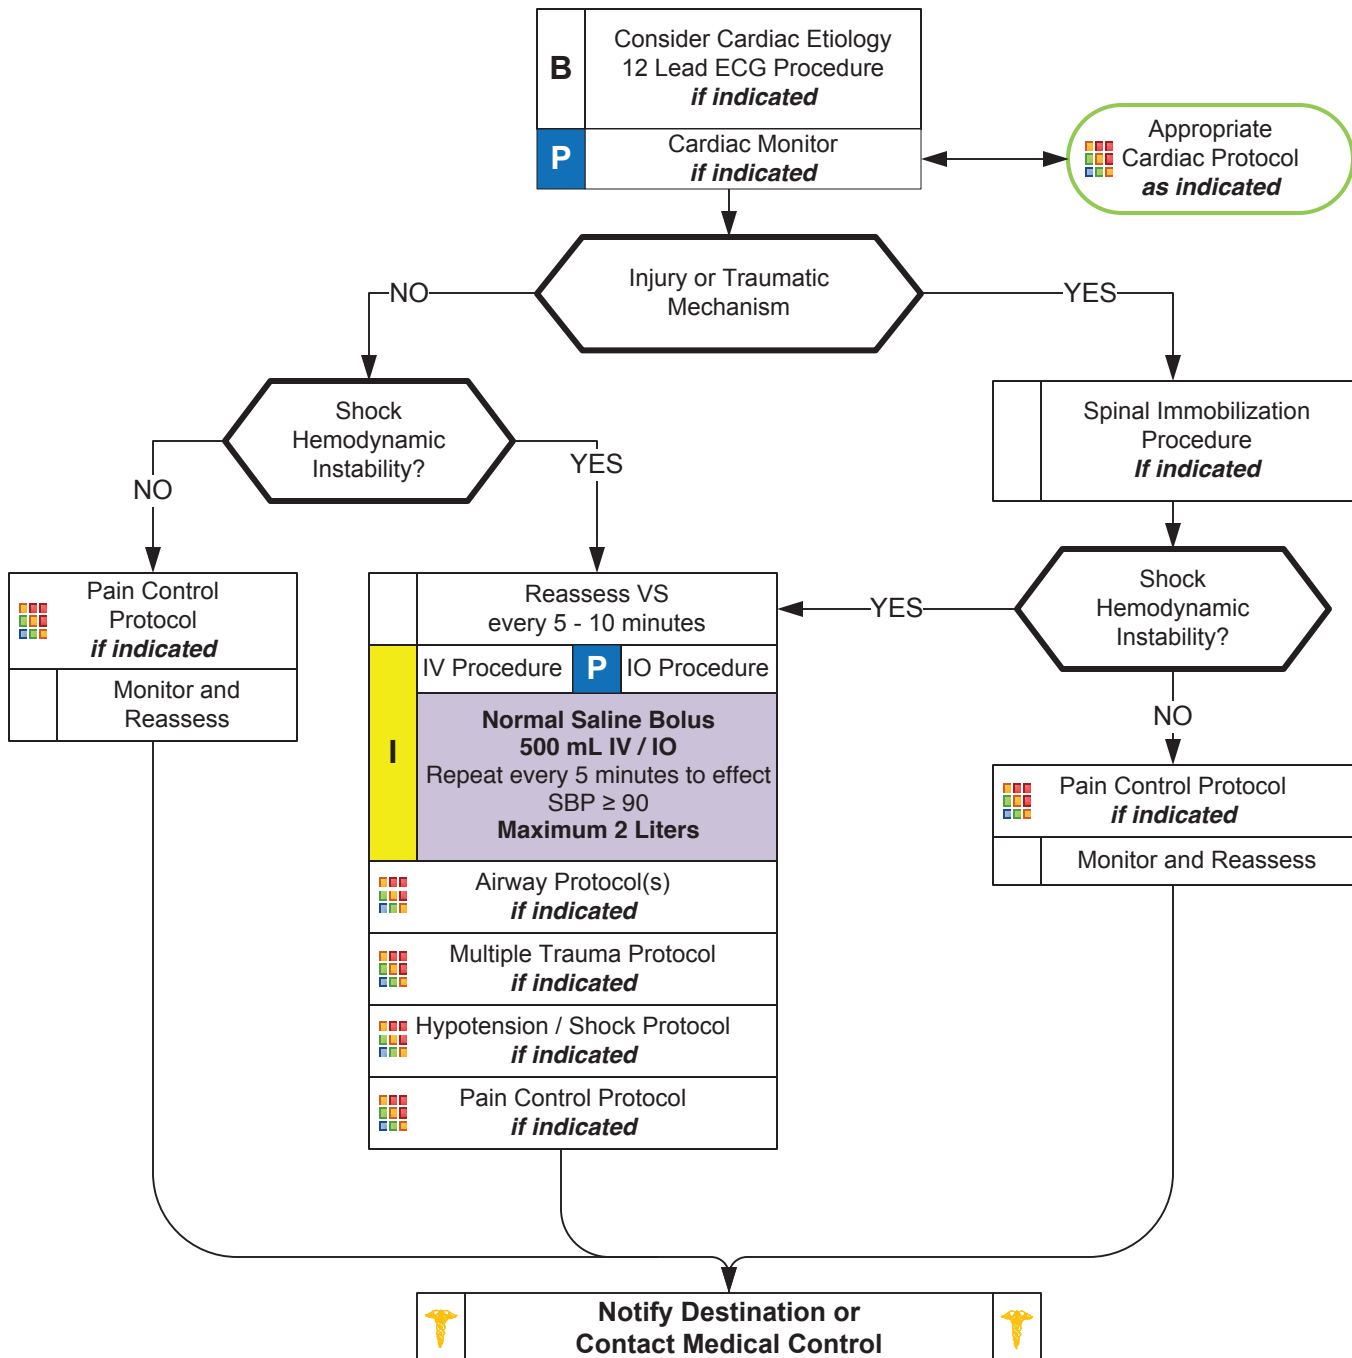 B
Consider Cardiac Etiology
12 Lead ECG Procedure
if indicated
P
Cardiac Monitor
if indicated
Appropriate
Cardiac Protocol
as indicated
Injury or Traumatic
Mechanism
NO
YES
Shock
Hemodynamic
Instability?
NO
YES
Spinal Immobilization
Procedure
If indicated
Pain Control
Protocol
if indicated
Monitor and
Reassess
Reassess VS
every 5 - 10 minutes
I
IV Procedure P IO Procedure
Normal Saline Bolus
500 mL IV / IO
Repeat every 5 minutes to effect
SBP ≥ 90
Maximum 2 Liters
Airway Protocol(s)
if indicated
Multiple Trauma Protocol
if indicated
Hypotension / Shock Protocol
if indicated
Pain Control Protocol
if indicated
YES
Shock
Hemodynamic
Instability?
NO
Pain Control Protocol
if indicated
Monitor and Reassess
Notify Destination or
Contact Medical Control